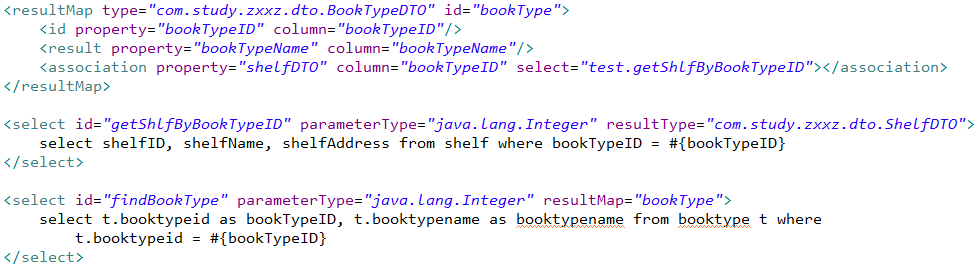 <resultMap type="com.study.zxxz.dto.BookTypeDTO" id="bookType">
    <id property="bookTypeID" column="bookTypeID"/>
    <result property="bookTypeName" column="bookTypeName"/>
    <association property="shelfDTO" column="bookTypeID" select="test.getShlfByBookTypeID"></association>
</resultMap>

<select id="getShlfByBookTypeID" parameterType="java.lang.Integer" resultType="com.study.zxxz.dto.ShelfDTO">
    select shelfID, shelfName, shelfAddress from shelf where bookTypeID = #{bookTypeID}
</select>

<select id="findBookType" parameterType="java.lang.Integer" resultMap="bookType">
    select t.booktypeid as bookTypeID, t.booktypename as booktypename from booktype t where
        t.booktypeid = #{bookTypeID}
</select>